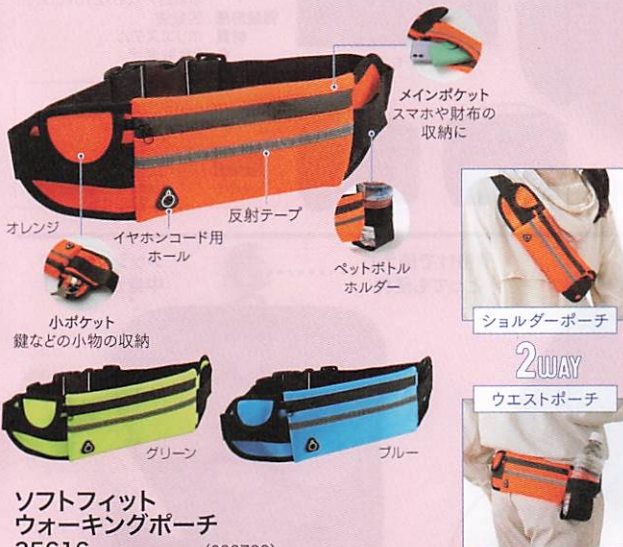 メインポケット
スマホや財布の
収納に
オレンジ
イヤホンコード用
ホール
反射テープ
ペットボトル
ホルダー
小ポケット
鍵などの小物の収納
ショルダーポーチ
2WAY
ウエストポーチ
グリーン
ブルー
ソフトフィット
ウォーキングポーチ